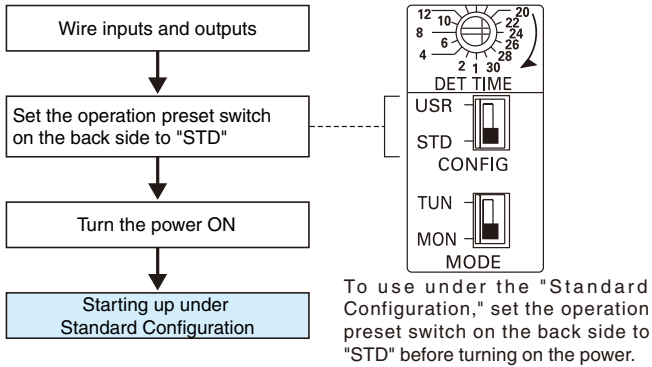 Wire inputs and outputs
Set the operation preset switch
on the back side to "STD"
Turn the power ON
Starting up under
Standard Configuration
12
10
8
6
4
2
1
30
28
26
24
22
20
DET TIME
USR
STD
CONFIG
TUN
MON
MODE
To use under the "Standard
Configuration," set the operation
preset switch on the back side to
"STD" before turning on the power.